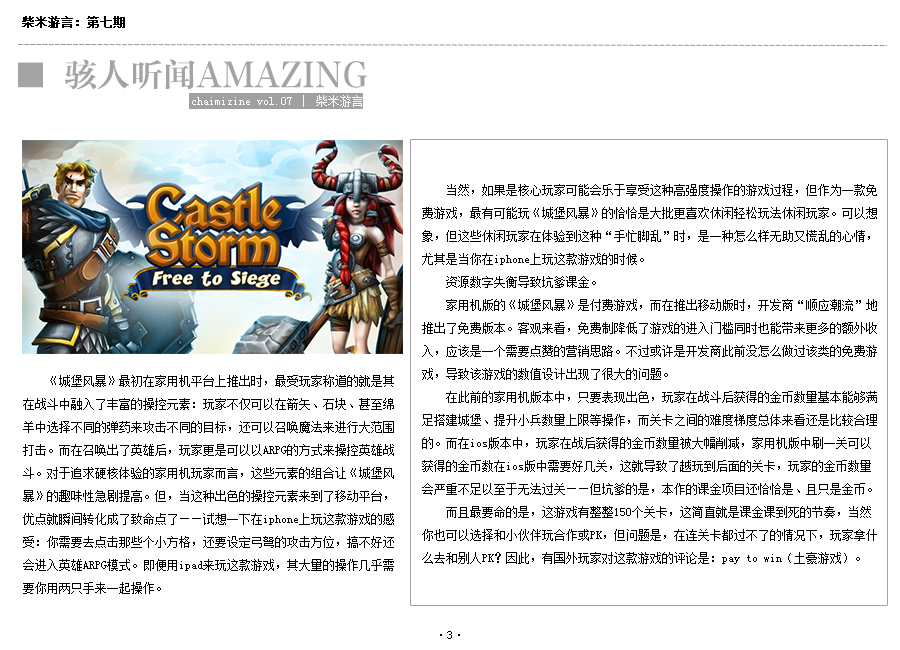 柴米游言：第七期
骇人听闻AMAZING
chaimizine vol.07 | 柴米游言
Castle
Storm
Free to Siege
《城堡风暴》最初在家用机平台上推出时，最受玩家称道的就是其
在战斗中融入了丰富的操控元素：玩家不仅可以在箭矢、石块、甚至绵
羊中选择不同的弹药来攻击不同的目标，还可以召唤魔法来进行大范围
打击。而在召唤出了英雄后，玩家更是可以以ARPG的方式来操控英雄战
斗。对于追求硬核体验的家用机玩家而言，这些元素的组合让《城堡风
暴》的趣味性急剧提高。但，当这种出色的操控元素来到了移动平台，
优点就瞬间转化成了致命点了——试想一下在iphone上玩这款游戏的感
受：你需要去点击那些个小方格，还要设定弓弩的攻击方位，搞不好还
会进入英雄ARPG模式。即便用ipad来玩这款游戏，其大量的操作几乎需
要你用两只手来一起操作。
当然，如果是核心玩家可能会乐于享受这种高强度操作的游戏过程，但作为一款免
费游戏，最有可能玩《城堡风暴》的恰恰是大批更喜欢休闲轻松玩法休闲玩家。可以想
象，但这些休闲玩家在体验到这种“手忙脚乱”时，是一种怎么样无助又慌乱的心情，
尤其是当你在iphone上玩这款游戏的时候。
资源数字失衡导致坑爹课金。
家用机版的《城堡风暴》是付费游戏，而在推出移动版时，开发商“顺应潮流”地
推出了免费版本。客观来看，免费制降低了游戏的进入门槛同时也能带来更多的额外收
入，应该是一个需要点赞的营销思路。不过或许是开发商此前没怎么做过该类的免费游
戏，导致该游戏的数值设计出现了很大的问题。
在此前的家用机版本中，只要表现出色，玩家在战斗后获得的金币数量基本能够满
足搭建城堡、提升小兵数量上限等操作，而关卡之间的难度梯度总体来看还是比较合理
的。而在ios版本中，玩家在战后获得的金币数量被大幅削减，家用机版中刷一关可以
获得的金币数在ios版中需要好几关，这就导致了越玩到后面的关卡，玩家的金币数量
会严重不足以至于无法过关——但坑爹的是，本作的课金项目还恰恰是、且只是金币。
而且最要命的是，这游戏有整整150个关卡，这简直就是课金课到死的节奏，当然
你也可以选择和小伙伴玩合作或PK，但问题是，在连关卡都过不了的情况下，玩家拿什
么去和别人PK？因此，有国外玩家对这款游戏的评论是：pay to win（土豪游戏）。
·3·